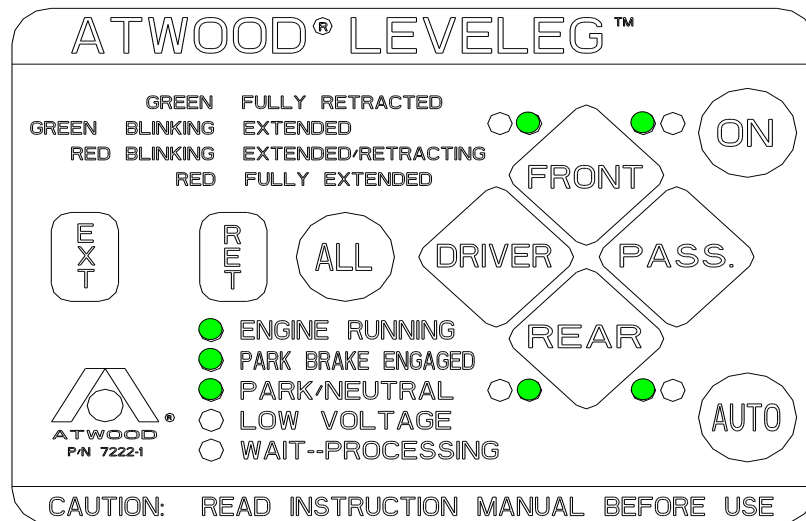 ATWOOD® LEVELEG™
GREEN FULLY RETRACTED
GREEN BLINKING EXTENDED
RED BLINKING EXTENDED/RETRACTING
RED FULLY EXTENDED
ON
FRONT
EXT
RET
ALL
DRIVER
PASS.
REAR
ENGINE RUNNING
PARK BRAKE ENGAGED
PARK/NEUTRAL
LOW VOLTAGE
WAIT--PROCESSING
AUTO
®
ATWOOD
P/N 7222-1
CAUTION: READ INSTRUCTION MANUAL BEFORE USE